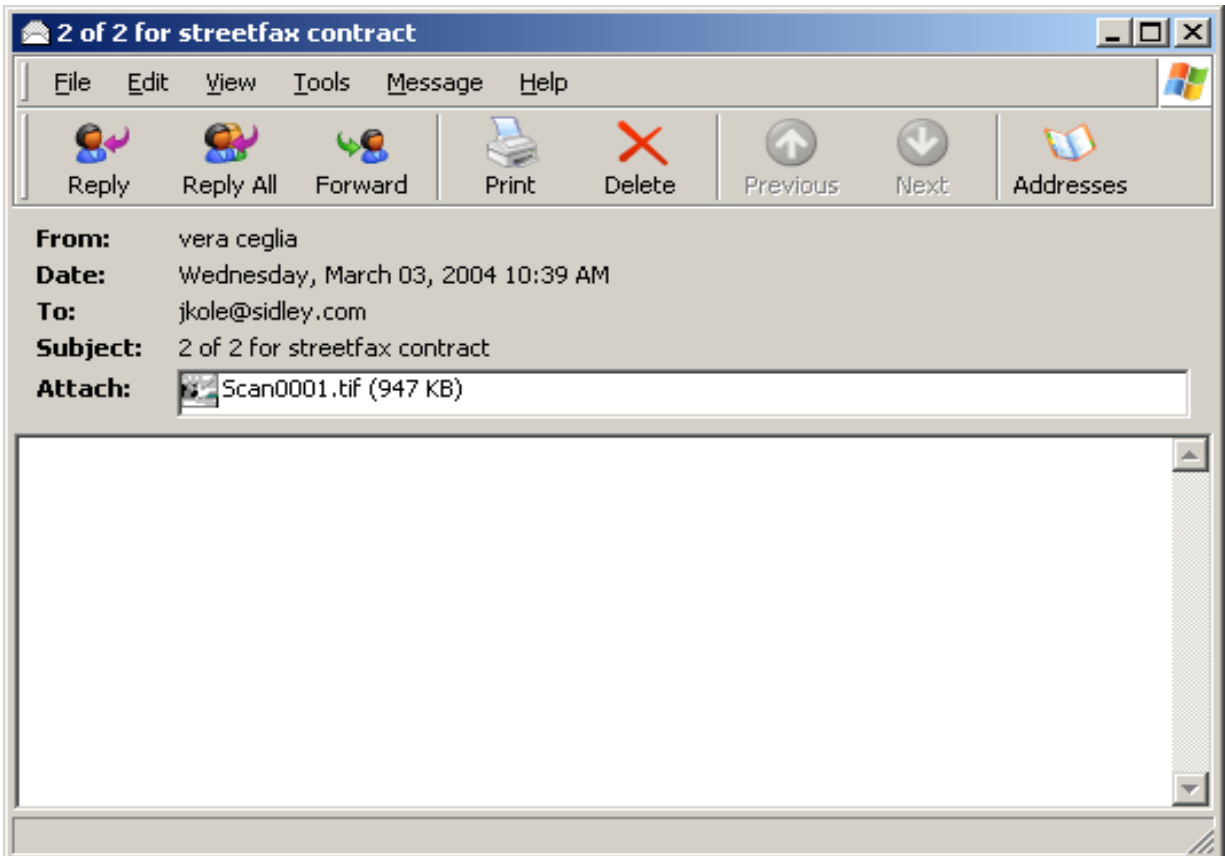 2 of 2 for streetfax contract
File Edit View Tools Message Help
Reply Reply All Forward Print Delete Previous Next Addresses
From: vera ceglia
Date: Wednesday, March 03, 2004 10:39 AM
To: jkole@sidley.com
Subject: 2 of 2 for streetfax contract
Attach: Scan0001.tif (947 KB)